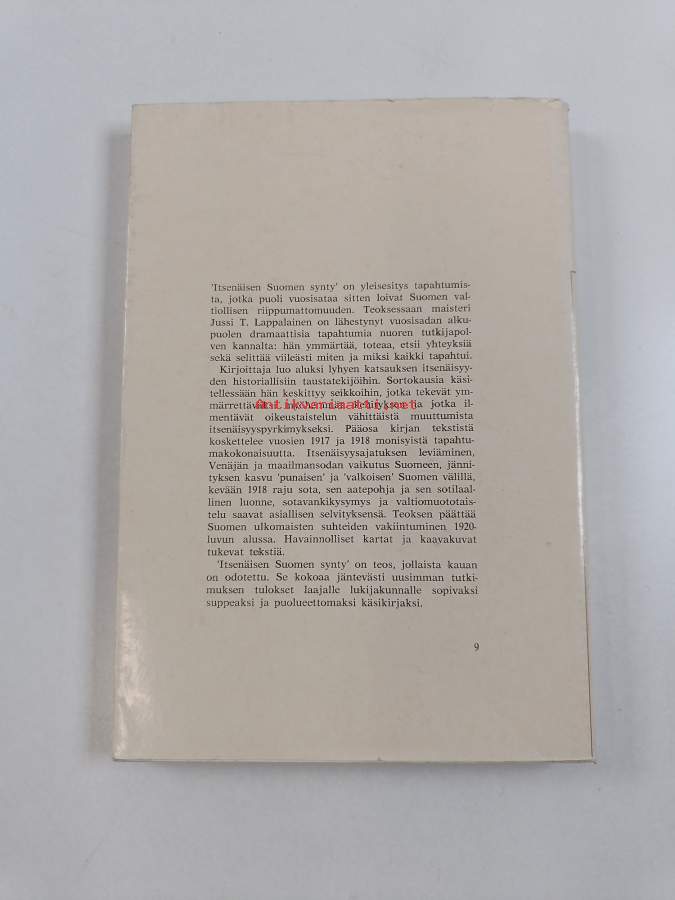 'Itsenäisen Suomen synty' on yleisesitys tapahtumis-
ta, jotka puoli vuosisataa sitten loivat Suomen val-
tiollisen riippumattomuuden. Teoksessaan maisteri
Jussi T. Lappalainen on lähestynyt vuosisadan alku-
puolen dramaattisia tapahtumia nuoren tutkijapol-
ven kannalta: hän ymmärtää, toteaa, etsii yhteyksiä
sekä selittää viileästi miten ja miksi kaikki tapahtui.
Kirjoittaja luo aluksi lyhyen katsauksen itsenäisyy-
den historiallisiin taustatekijöihin. Sortokausia käsi-
tellessään hän keskittyy seikkoihin, jotka tekevät ym-
märrettäväksi myöhemmän kehityksen ja jotka il-
Antikvariaatti.net
mentävät oikeustaistelun vähittäistä muuttumista
itsenäisyyspyrkimykseksi. Pääosa kirjan tekstistä
koskettelee vuosien 1917 ja 1918 monisyistä tapahtu-
makokonaisuutta. Itsenäisyysajatuksen leviäminen,
Venäjän ja maailmansodan vaikutus Suomeen, jänni-
tyksen kasvu 'punaisen' ja 'valkoisen' Suomen välillä,
kevään 1918 raju sota, sen aatepohja ja sen sotilaal-
linen luonne, sotavankikysymys ja valtiomuototais-
telu saavat asiallisen selvityksensä. Teoksen päättää
Suomen ulkomaisten suhteiden vakiintuminen 1920-
luvun alussa. Havainnolliset kartat ja kaavakuvat
tukevat tekstiä.
'Itsenäisen Suomen synty' on teos, jollaista kauan
on odotettu. Se kokoaa jäntevästi uusimman tutki-
muksen tulokset laajalle lukijakunnalle sopivaksi
suppeaksi ja puolueettomaksi käsikirjaksi.
9